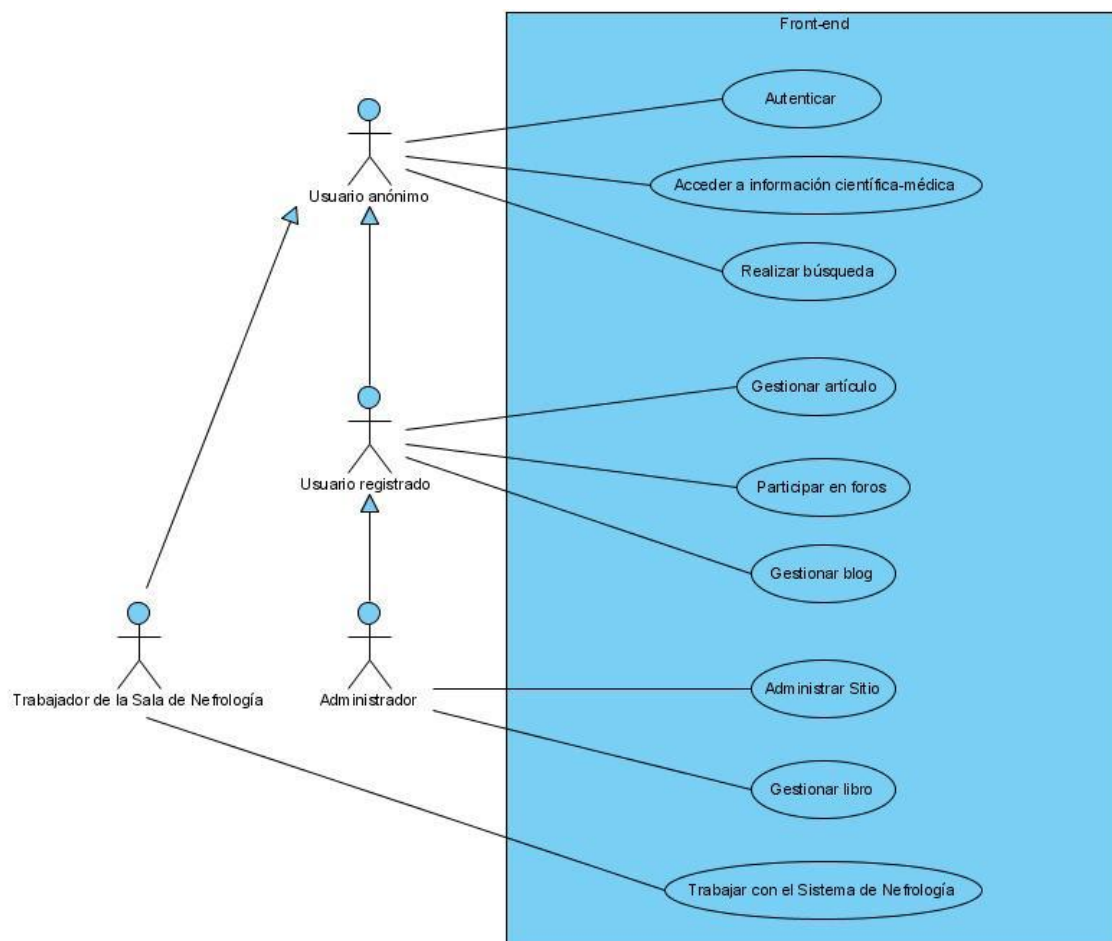 Front-end
Autenticar
Acceder a información científica-médica
Usuario anónimo
Realizar búsqueda
Gestionar artículo
Usuario registrado
Participar en foros
Gestionar blog
Trabajador de la Sala de Nefrología
Administrador
Administrar Sitio
Gestionar libro
Trabajar con el Sistema de Nefrología